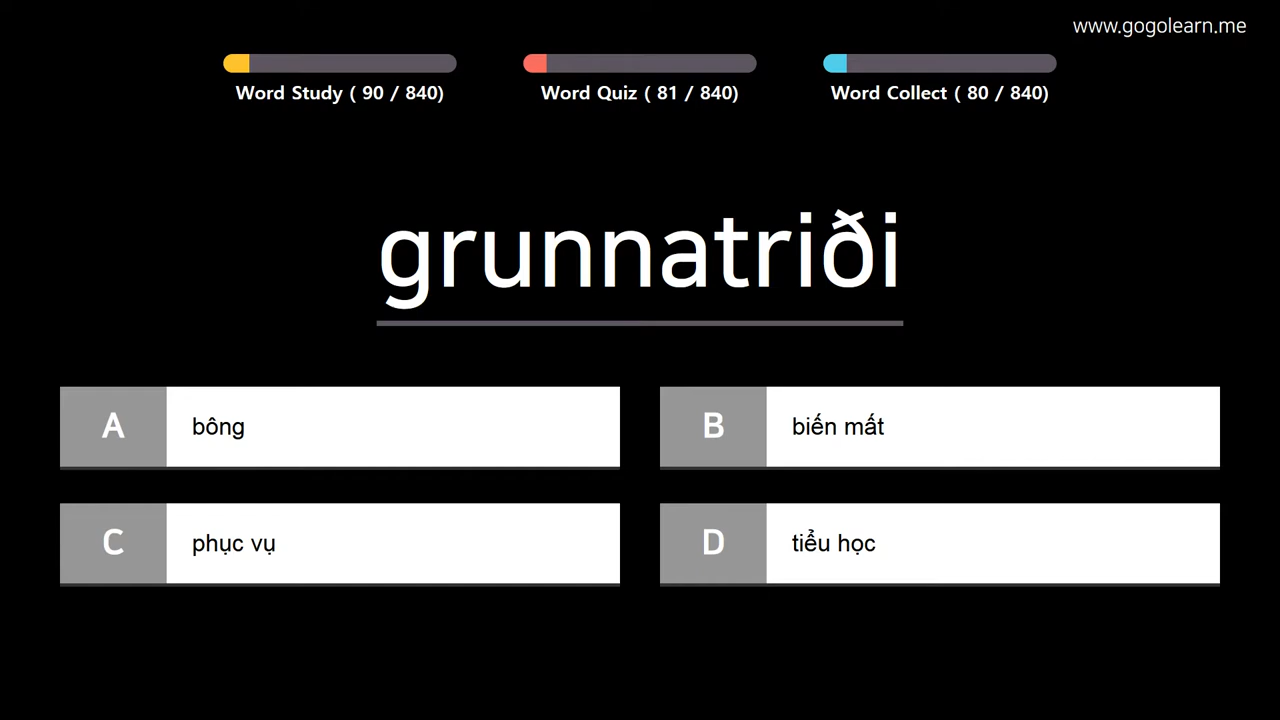 www.gogolearn.me
Word Study ( 90 / 840)
Word Quiz ( 81 / 840)
Word Collect ( 80 / 840)
grunnatriði
A
bông
B
biến mất
C
phục vụ
D
tiểu học